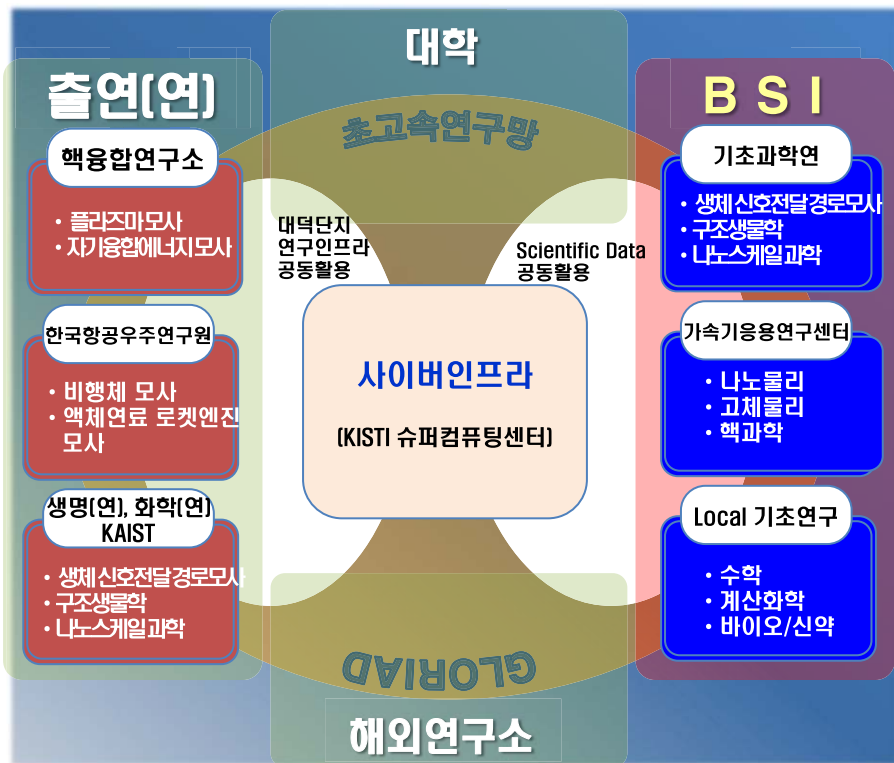 대학
초고속연구망
출연(연)
핵융합연구소
• 플라즈마 모사
• 자기융합에너지 모사
한국항공우주연구원
• 비행체 모사
• 액체연료 로켓엔진
모사
생명(연), 화학(연)
KAIST
• 생체 신호전달 경로모사
• 구조생물학
• 나노스케일 과학
대덕단지
연구인프라
공동활용
Scientific Data
공동활용
사이버인프라
(KISTI 슈퍼컴퓨팅센터)
B S I
기초과학연
• 생체 신호전달 경로모사
• 구조생물학
• 나노스케일 과학
가속기응용연구센터
• 나노물리
• 고체물리
• 핵과학
Local 기초연구
• 수학
• 계산화학
• 바이오/신약
GLORIAD
해외연구소